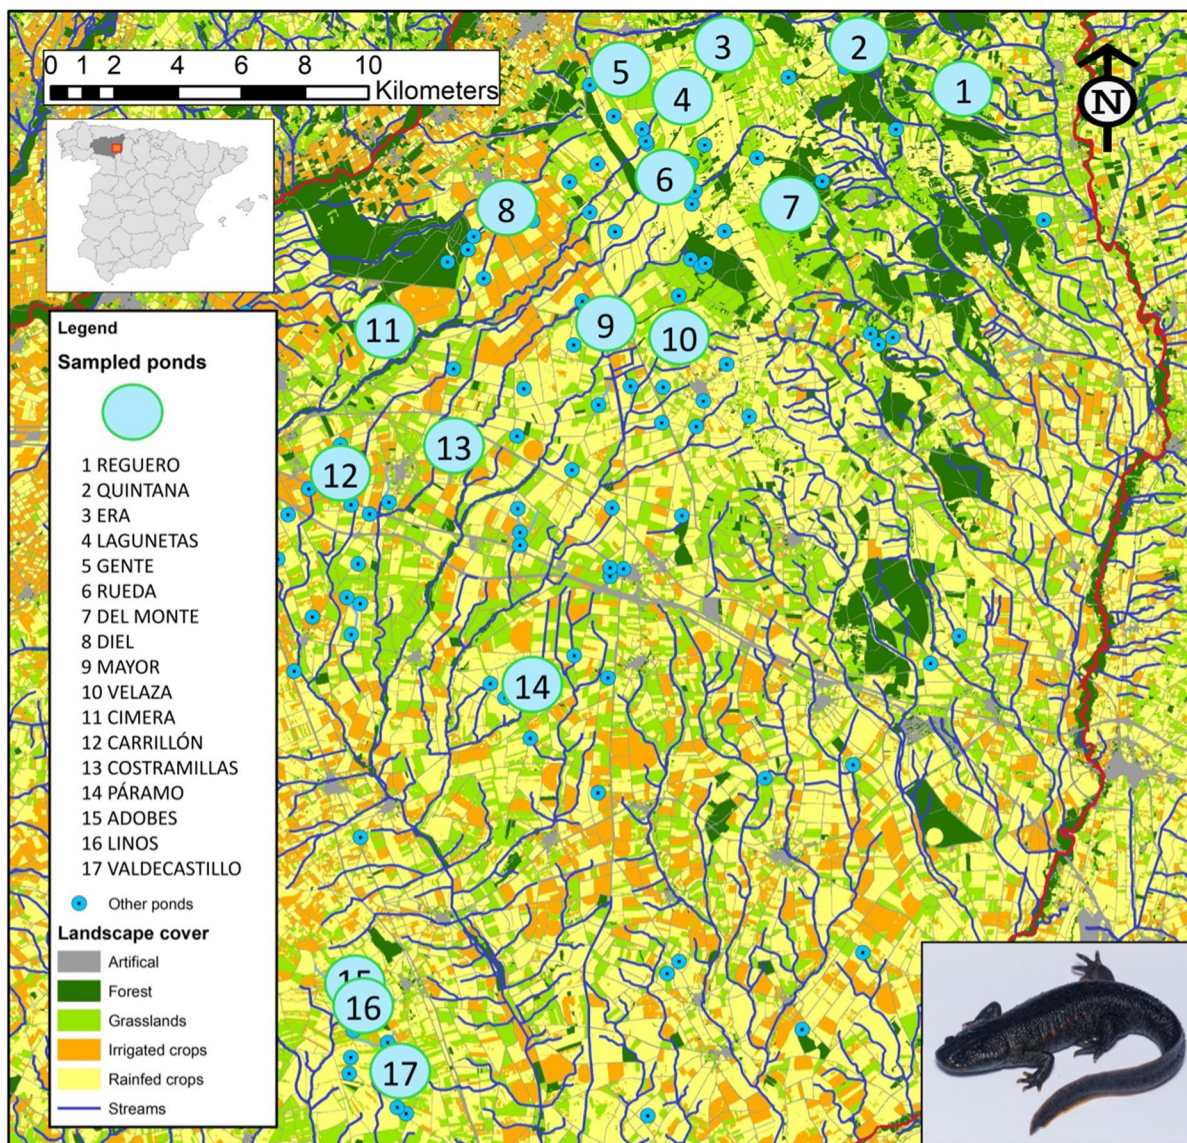 0 1 2 4 6 8 10
Kilometers
N
1
2
3
4
5
6
7
8
9
10
11
12
13
14
15
16
17
Legend
Sampled ponds
1 REGUERO
2 QUINTANA
3 ERA
4 LAGUNETAS
5 GENTE
6 RUEDA
7 DEL MONTE
8 DIEL
9 MAYOR
10 VELAZA
11 CIMERA
12 CARRILLÓN
13 COSTRAMILLAS
14 PÁRAMO
15 ADOBES
16 LINOS
17 VALDECASTILLO
Other ponds
Landscape cover
Artifical
Forest
Grasslands
Irrigated crops
Rainfed crops
Streams